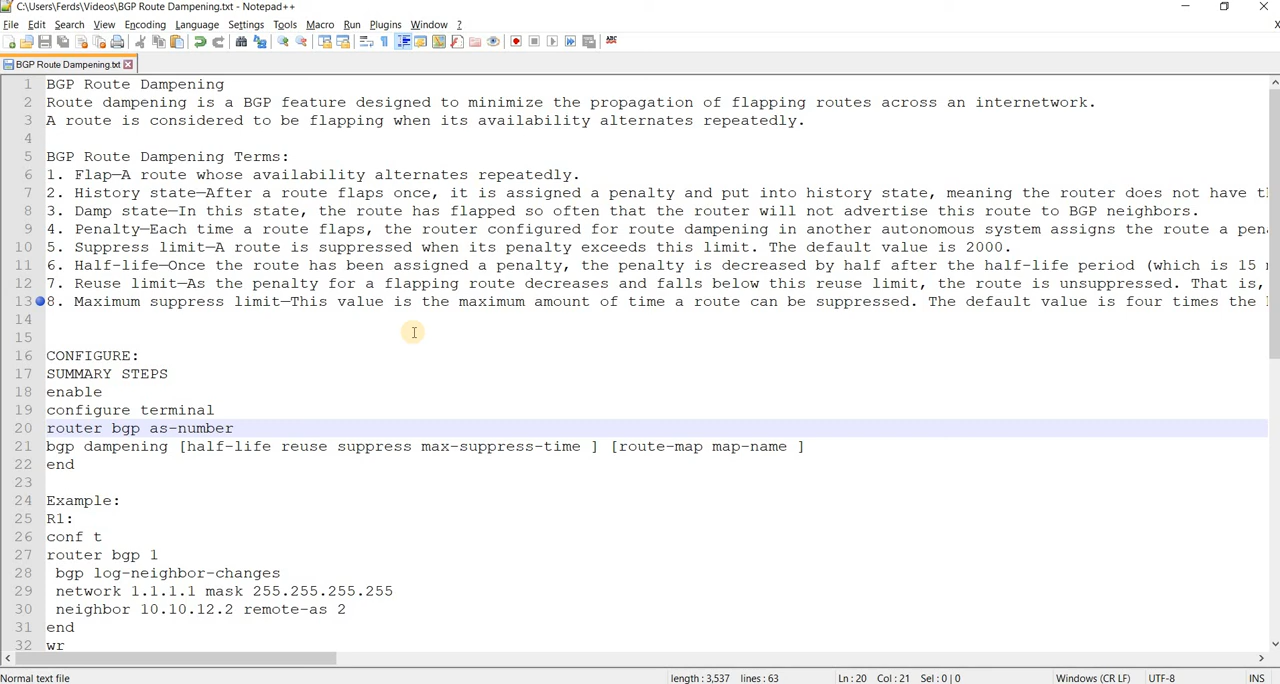 C:\Users\Ferds\Videos\BGP Route Dampening.txt - Notepad++
File Edit Search View Encoding Language Settings Tools Macro Run Plugins Window ?
BGP Route Dampening.txt
1 BGP Route Dampening
2 Route dampening is a BGP feature designed to minimize the propagation of flapping routes across an internetwork.
3 A route is considered to be flapping when its availability alternates repeatedly.
4
5 BGP Route Dampening Terms:
6 1. Flap—A route whose availability alternates repeatedly.
7 2. History state—After a route flaps once, it is assigned a penalty and put into history state, meaning the router does not have
8 3. Damp state—In this state, the route has flapped so often that the router will not advertise this route to BGP neighbors.
9 4. Penalty—Each time a route flaps, the router configured for route dampening in another autonomous system assigns the route a
10 5. Suppress limit—A route is suppressed when its penalty exceeds this limit. The default value is 2000.
11 6. Half-life—Once the route has been assigned a penalty, the penalty is decreased by half after the half-life period (which is 15
12 7. Reuse limit—As the penalty for a flapping route decreases and falls below this reuse limit, the route is unsuppressed. That is,
13 8. Maximum suppress limit—This value is the maximum amount of time a route can be suppressed. The default value is four times the
14
15
16 CONFIGURE:
17 SUMMARY STEPS
18 enable
19 configure terminal
20 router bgp as-number
21 bgp dampening [half-life reuse suppress max-suppress-time ] [route-map map-name ]
22 end
23
24 Example:
25 R1:
26 conf t
27 router bgp 1
28 bgp log-neighbor-changes
29 network 1.1.1.1 mask 255.255.255.255
30 neighbor 10.10.12.2 remote-as 2
31 end
32 wr
Normal text file length : 3,537 lines : 63 Ln : 20 Col : 21 Sel : 0 | 0 Windows (CR LF) UTF-8 INS